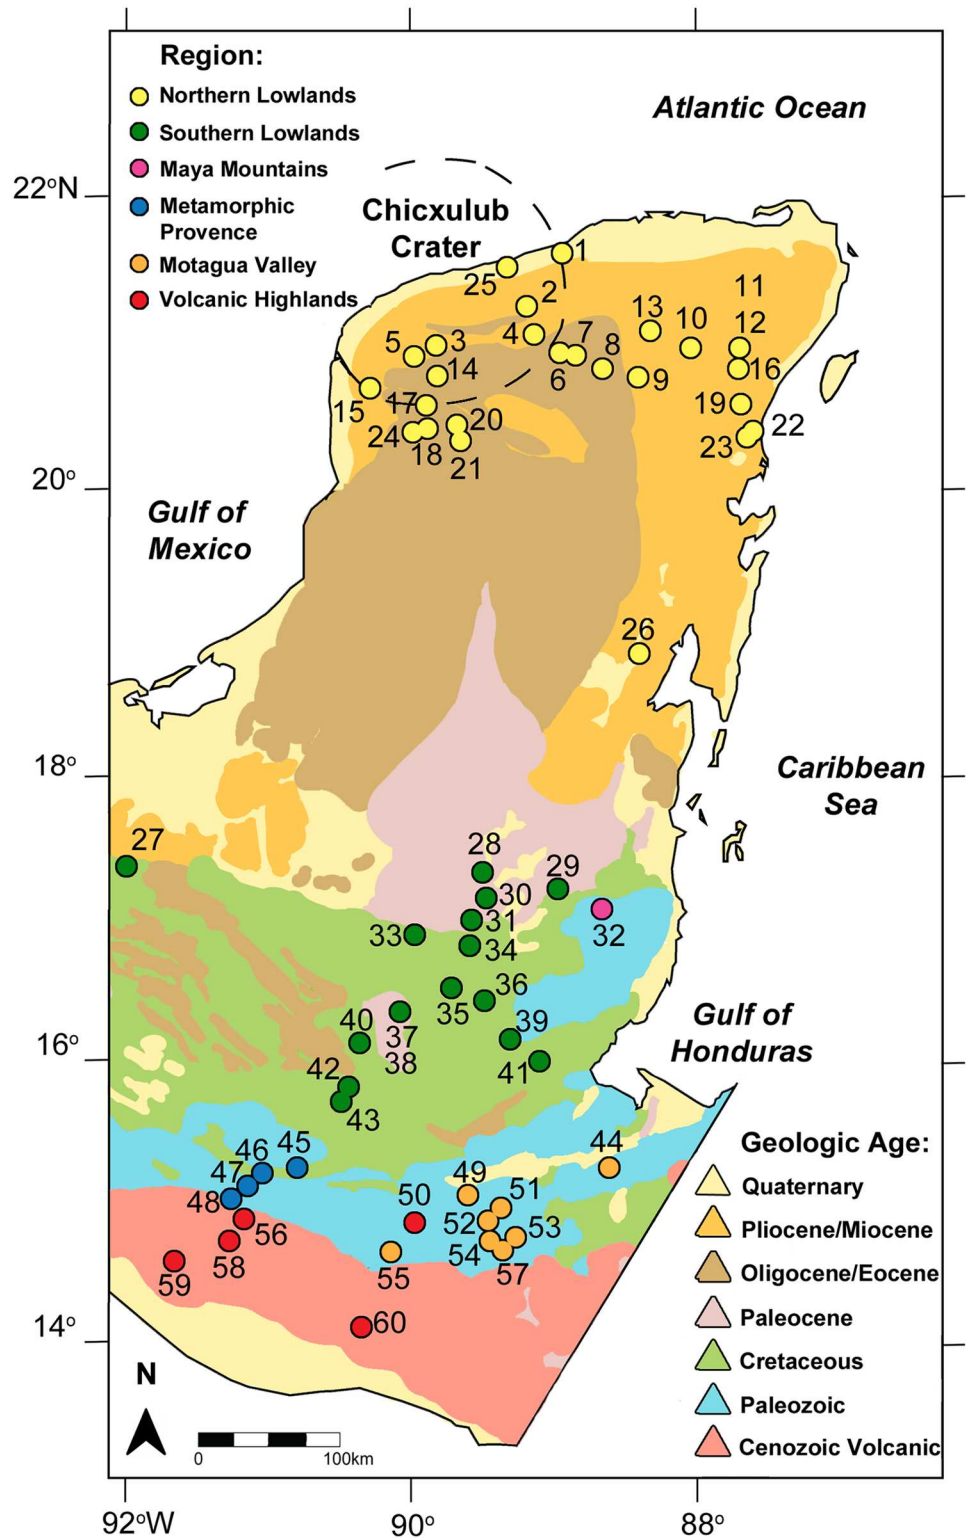 Region:
Northern Lowlands
Southern Lowlands
Maya Mountains
Metamorphic
Provence
Motagua Valley
Volcanic Highlands
Atlantic Ocean
22°N
Chicxulub
Crater
1
25
2
11
13
10
12
5
3
4
7
8
6
9
16
14
15
17
19
20
22
24
18
23
21
20°
Gulf of
Mexico
26
18°
Caribbean
Sea
27
28
29
30
31
32
33
34
35
36
Gulf of
Honduras
16°
40
37
38
39
41
42
43
Geologic Age:
Quaternary
Pliocene/Miocene
Oligocene/Eocene
Paleocene
Cretaceous
Paleozoic
Cenozoic Volcanic
44
45
46
47
48
49
50
51
52
53
54
55
56
57
58
59
60
14°
N
0
100km
92°W
90°
88°